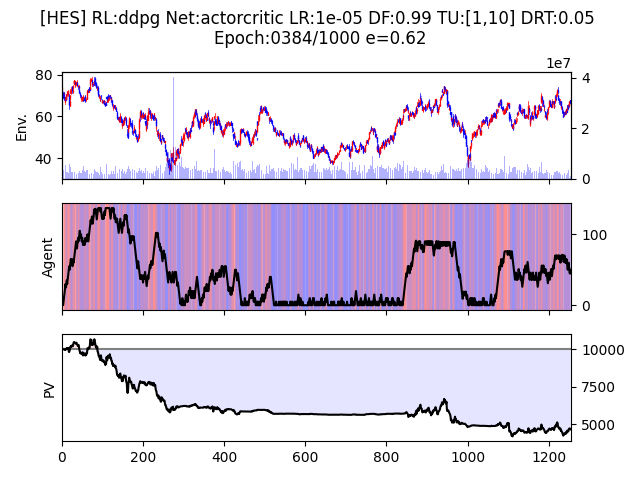 [HES] RL:ddpg Net:actorcritic LR:1e-05 DF:0.99 TU:[1,10] DRT:0.05
Epoch:0384/1000 e=0.62
1e7
80
60
40
Env.
4
2
0
Agent
100
0
PV
10000
7500
5000
0 200 400 600 800 1000 1200